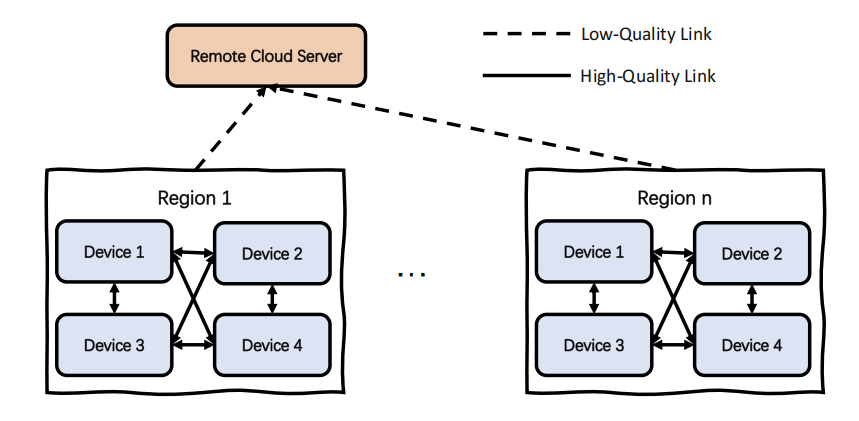 Remote Cloud Server
Low-Quality Link
High-Quality Link
Region 1
Device 1
Device 2
Device 3
Device 4
...
Region n
Device 1
Device 2
Device 3
Device 4